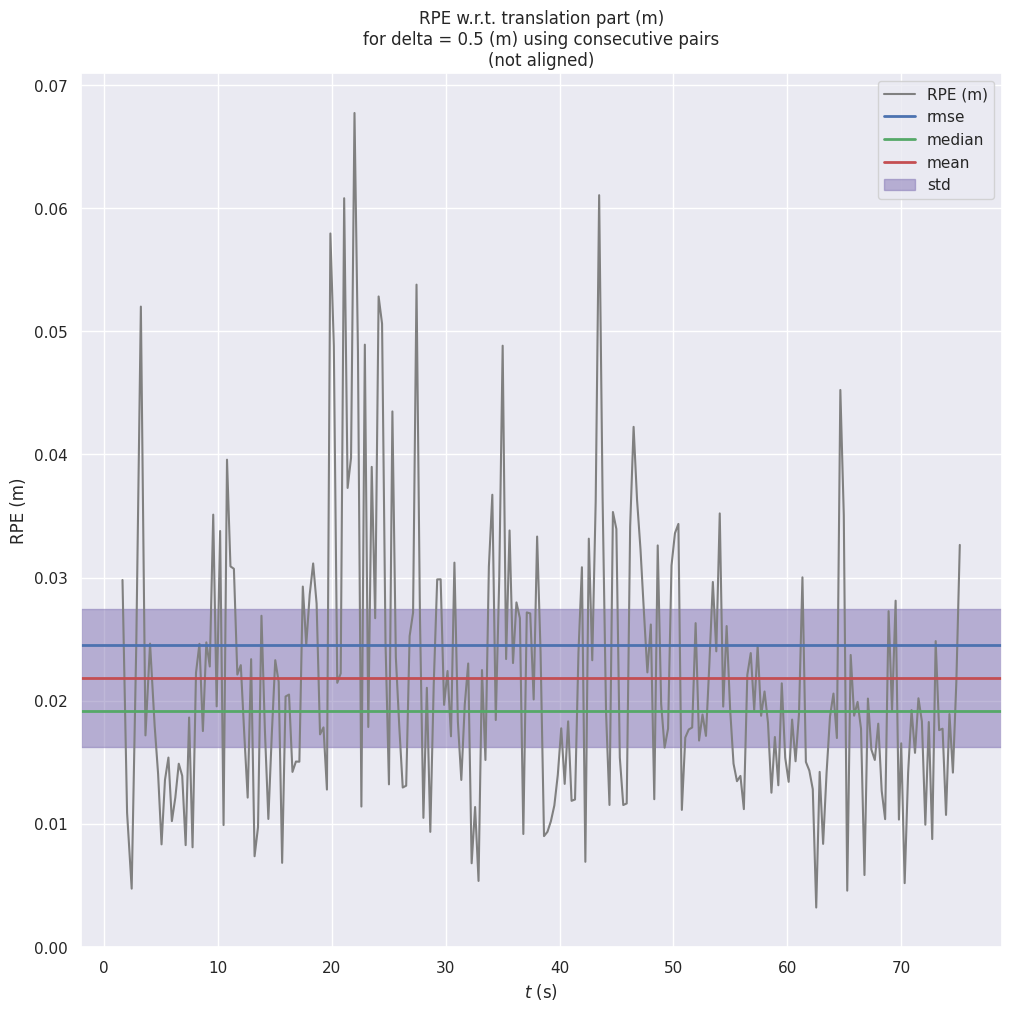 RPE w.r.t. translation part (m)
for delta = 0.5 (m) using consecutive pairs
(not aligned)
RPE (m)
rmse
median
mean
std
0.07
0.06
0.05
0.04
0.03
0.02
0.01
0.00
RPE (m)
0 10 20 30 40 50 60 70
t (s)